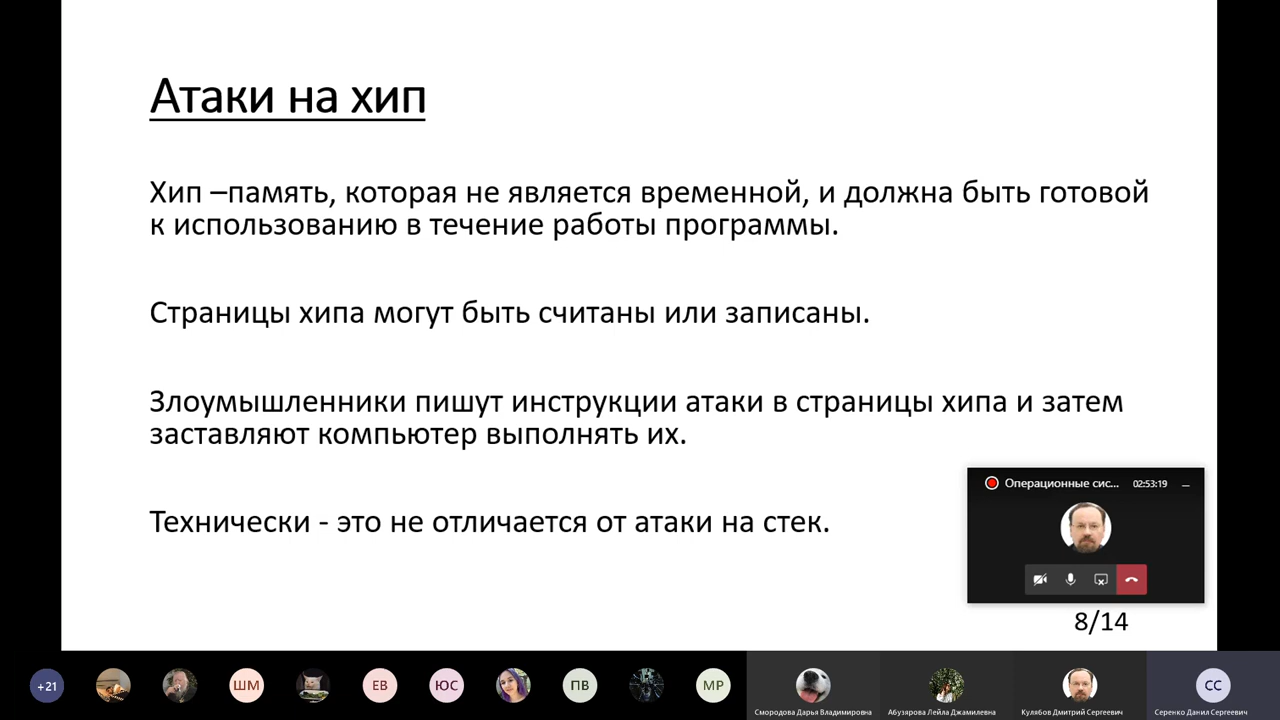 Атаки на хип
Хип –память, которая не является временной, и должна быть готовой
к использованию в течение работы программы.
Страницы хипа могут быть считаны или записаны.
Злоумышленники пишут инструкции атаки в страницы хипа и затем
заставляют компьютер выполнять их.
Технически - это не отличается от атаки на стек.
Операционные сис... 02:53:19
8/14
+21 ШМ ЕВ ЮС ПВ МР СС
Смородова Дарья Владимировна Абузярова Лейла Джамилевна Кулябов Дмитрий Сергеевич Серенко Данил Сергеевич